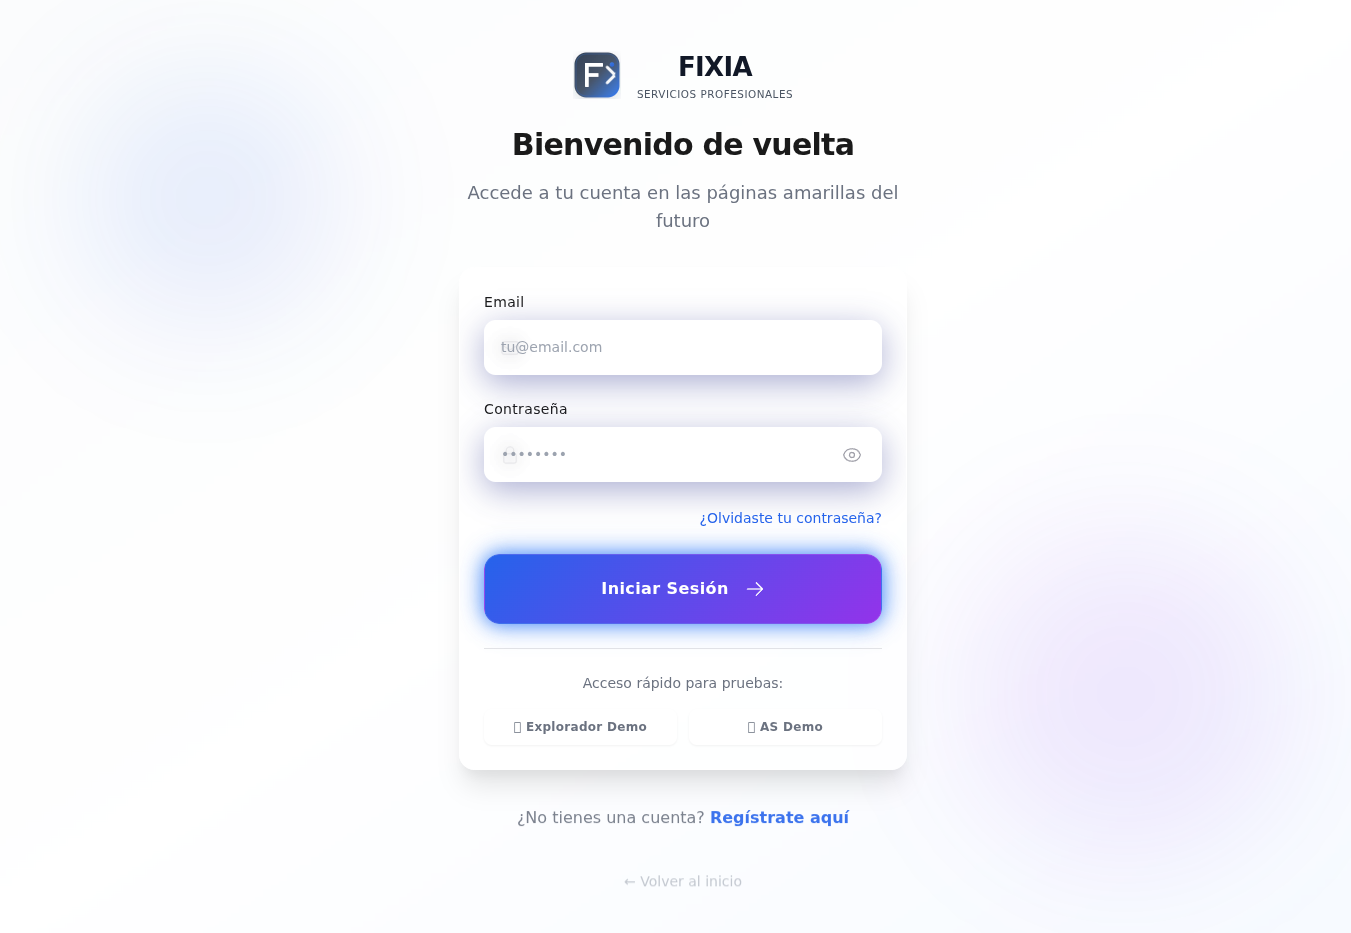 FIXIA
SERVICIOS PROFESIONALES
Bienvenido de vuelta
Accede a tu cuenta en las páginas amarillas del
futuro
Email
tu@email.com
Contraseña
••••••••
¿Olvidaste tu contraseña?
Iniciar Sesión →
Acceso rápido para pruebas:
Explorador Demo
AS Demo
¿No tienes una cuenta? Regístrate aquí
← Volver al inicio